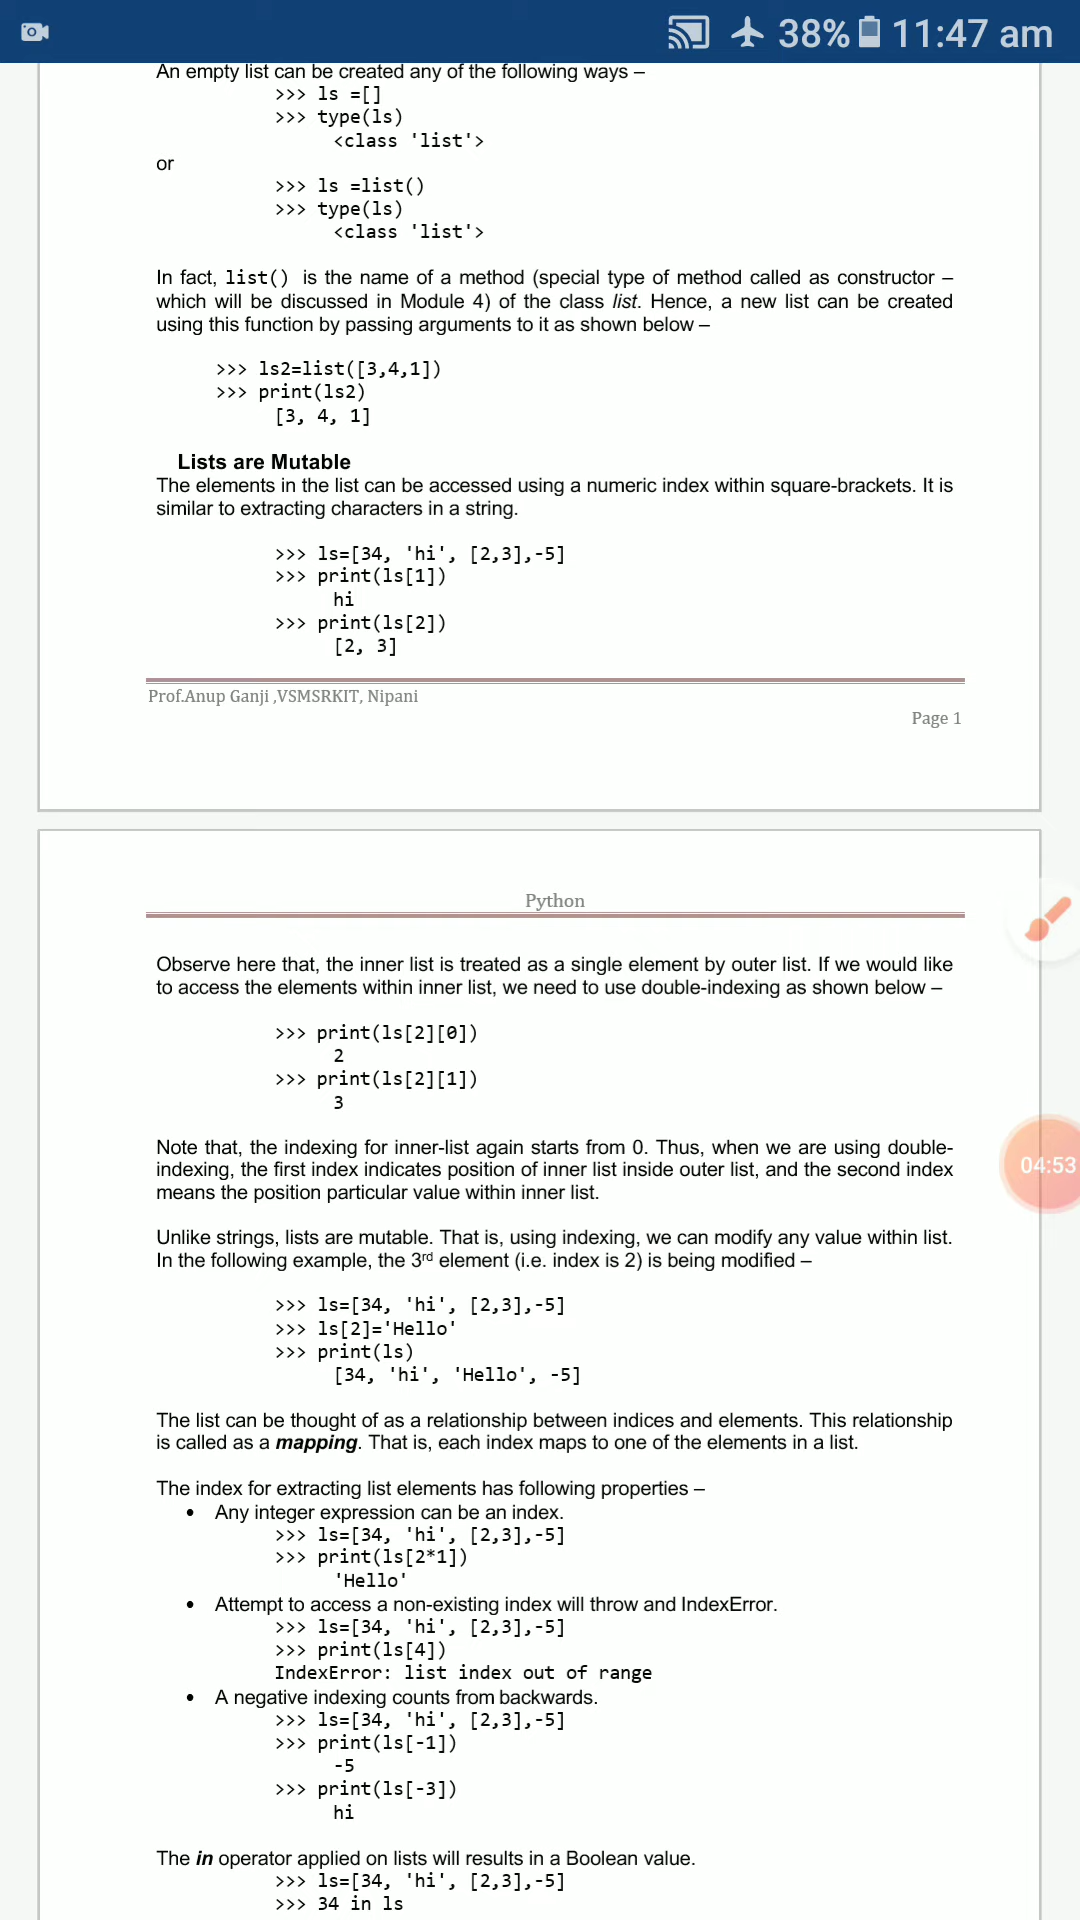 38% 11:47 am
An empty list can be created any of the following ways –
>>> ls =[]
>>> type(ls)
<class 'list'>
or
>>> ls =list()
>>> type(ls)
<class 'list'>
In fact, list() is the name of a method (special type of method called as constructor –
which will be discussed in Module 4) of the class list. Hence, a new list can be created
using this function by passing arguments to it as shown below –
>>> ls2=list([3,4,1])
>>> print(ls2)
[3, 4, 1]
Lists are Mutable
The elements in the list can be accessed using a numeric index within square-brackets. It is
similar to extracting characters in a string.
>>> ls=[34, 'hi', [2,3],-5]
>>> print(ls[1])
hi
>>> print(ls[2])
[2, 3]
Prof.Anup Ganji ,VSMSRKIT, Nipani
Page 1
Python
Observe here that, the inner list is treated as a single element by outer list. If we would like
to access the elements within inner list, we need to use double-indexing as shown below –
>>> print(ls[2][0])
2
>>> print(ls[2][1])
3
Note that, the indexing for inner-list again starts from 0. Thus, when we are using double-
indexing, the first index indicates position of inner list inside outer list, and the second index
means the position particular value within inner list.
04:53
Unlike strings, lists are mutable. That is, using indexing, we can modify any value within list.
In the following example, the 3rd element (i.e. index is 2) is being modified –
>>> ls=[34, 'hi', [2,3],-5]
>>> ls[2]='Hello'
>>> print(ls)
[34, 'hi', 'Hello', -5]
The list can be thought of as a relationship between indices and elements. This relationship
is called as a mapping. That is, each index maps to one of the elements in a list.
The index for extracting list elements has following properties –
• Any integer expression can be an index.
>>> ls=[34, 'hi', [2,3],-5]
>>> print(ls[2*1])
'Hello'
• Attempt to access a non-existing index will throw and IndexError.
>>> ls=[34, 'hi', [2,3],-5]
>>> print(ls[4])
IndexError: list index out of range
• A negative indexing counts from backwards.
>>> ls=[34, 'hi', [2,3],-5]
>>> print(ls[-1])
-5
>>> print(ls[-3])
hi
The in operator applied on lists will results in a Boolean value.
>>> ls=[34, 'hi', [2,3],-5]
>>> 34 in ls